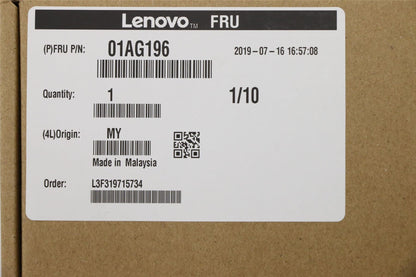 Lenovo™ FRU
(P)FRU P/N: 01AG196 2019-07-16 16:57:08
Quantity: 1 1/10
(4L)Origin: MY
Made in Malaysia
Order: L3F319715734